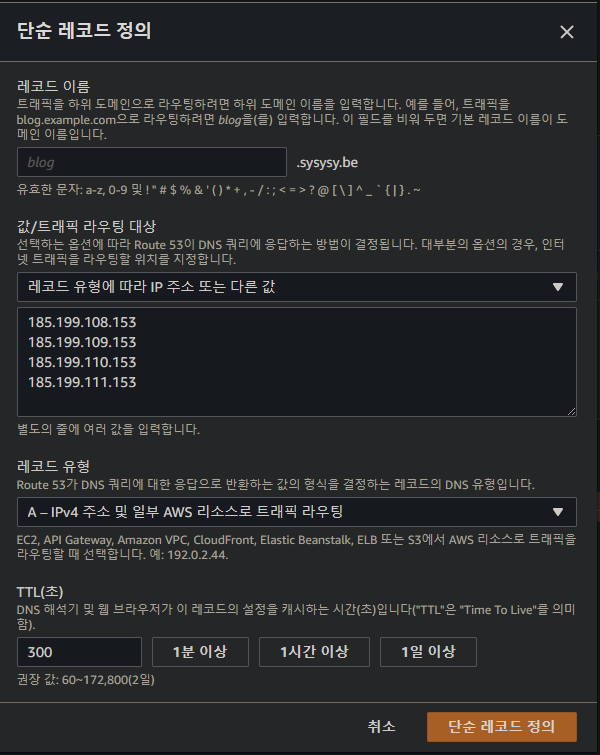 단순 레코드 정의
레코드 이름
트래픽을 하위 도메인으로 라우팅하려면 하위 도메인 이름을 입력합니다. 예를 들어, 트래픽을
blog.example.com으로 라우팅하려면 blog을(를) 입력합니다. 이 필드를 비워 두면 기본 레코드 이름이 도
메인 이름입니다.
blog .sysysy.be
유효한 문자: a-z, 0-9 및 ! " # $ % & ' ( ) * + , - / : ; < = > ? @ [ \ ] ^ _ ` { | } . ~
값/트래픽 라우팅 대상
선택하는 옵션에 따라 Route 53이 DNS 쿼리에 응답하는 방법이 결정됩니다. 대부분의 옵션의 경우, 인터
넷 트래픽을 라우팅할 위치를 지정합니다.
레코드 유형에 따라 IP 주소 또는 다른 값
185.199.108.153
185.199.109.153
185.199.110.153
185.199.111.153
별도의 줄에 여러 값을 입력합니다.
레코드 유형
Route 53가 DNS 쿼리에 대한 응답으로 반환하는 값의 형식을 결정하는 레코드의 DNS 유형입니다.
A – IPv4 주소 및 일부 AWS 리소스로 트래픽 라우팅
EC2, API Gateway, Amazon VPC, CloudFront, Elastic Beanstalk, ELB 또는 S3에서 AWS 리소스로 트래픽을
라우팅할 때 선택합니다. 예: 192.0.2.44.
TTL(초)
DNS 해석기 및 웹 브라우저가 이 레코드의 설정을 캐시하는 시간(초)입니다("TTL"은 "Time To Live"를 의미
함).
300 1분 이상 1시간 이상 1일 이상
권장 값: 60~172,800(2일)
취소 단순 레코드 정의